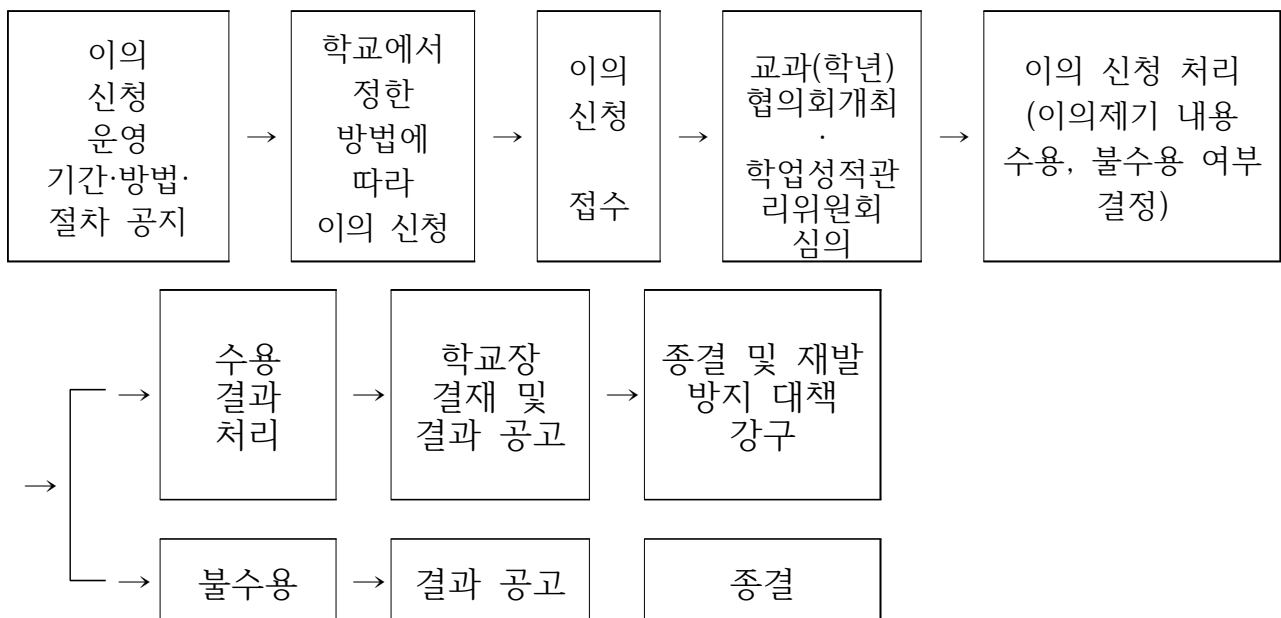 이의
신청
운영
기간·방법·
절차 공지
→
학교에서
정한
방법에
따라
이의 신청
→
이의
신청
접수
→
교과(학년)
협의회개최
·
학업성적관
리위원회
심의
→
이의 신청 처리
(이의제기 내용
수용, 불수용 여부
결정)
→
→
수용
결과
처리
→
학교장
결재 및
결과 공고
→
종결 및 재발
방지 대책
강구
→
불수용
→
결과 공고
종결